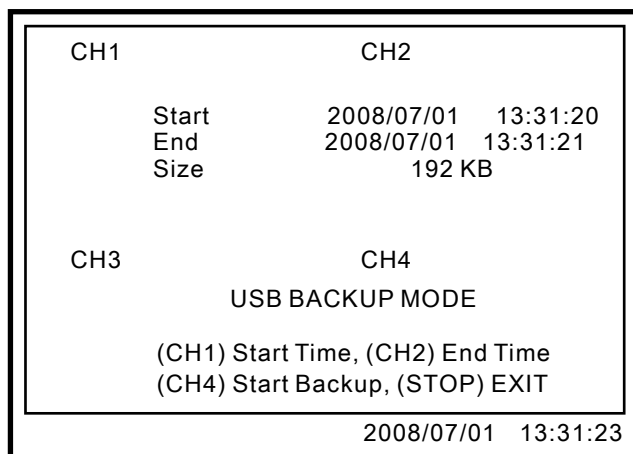 CH1 CH2
Start 2008/07/01 13:31:20
End 2008/07/01 13:31:21
Size 192 KB
CH3 CH4
USB BACKUP MODE
(CH1) Start Time, (CH2) End Time
(CH4) Start Backup, (STOP) EXIT
2008/07/01 13:31:23